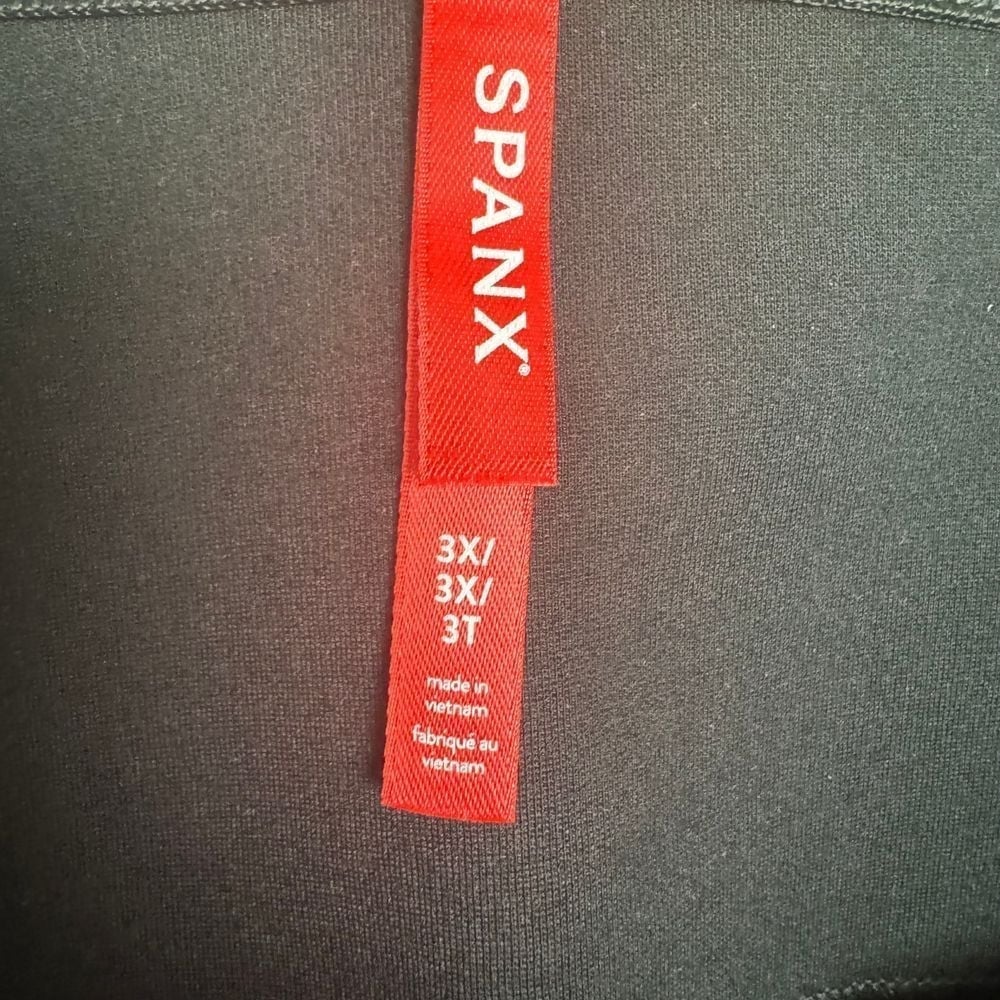 SPANX®
3X/
3X/
3T
made in
vietnam
fabriqué au
vietnam